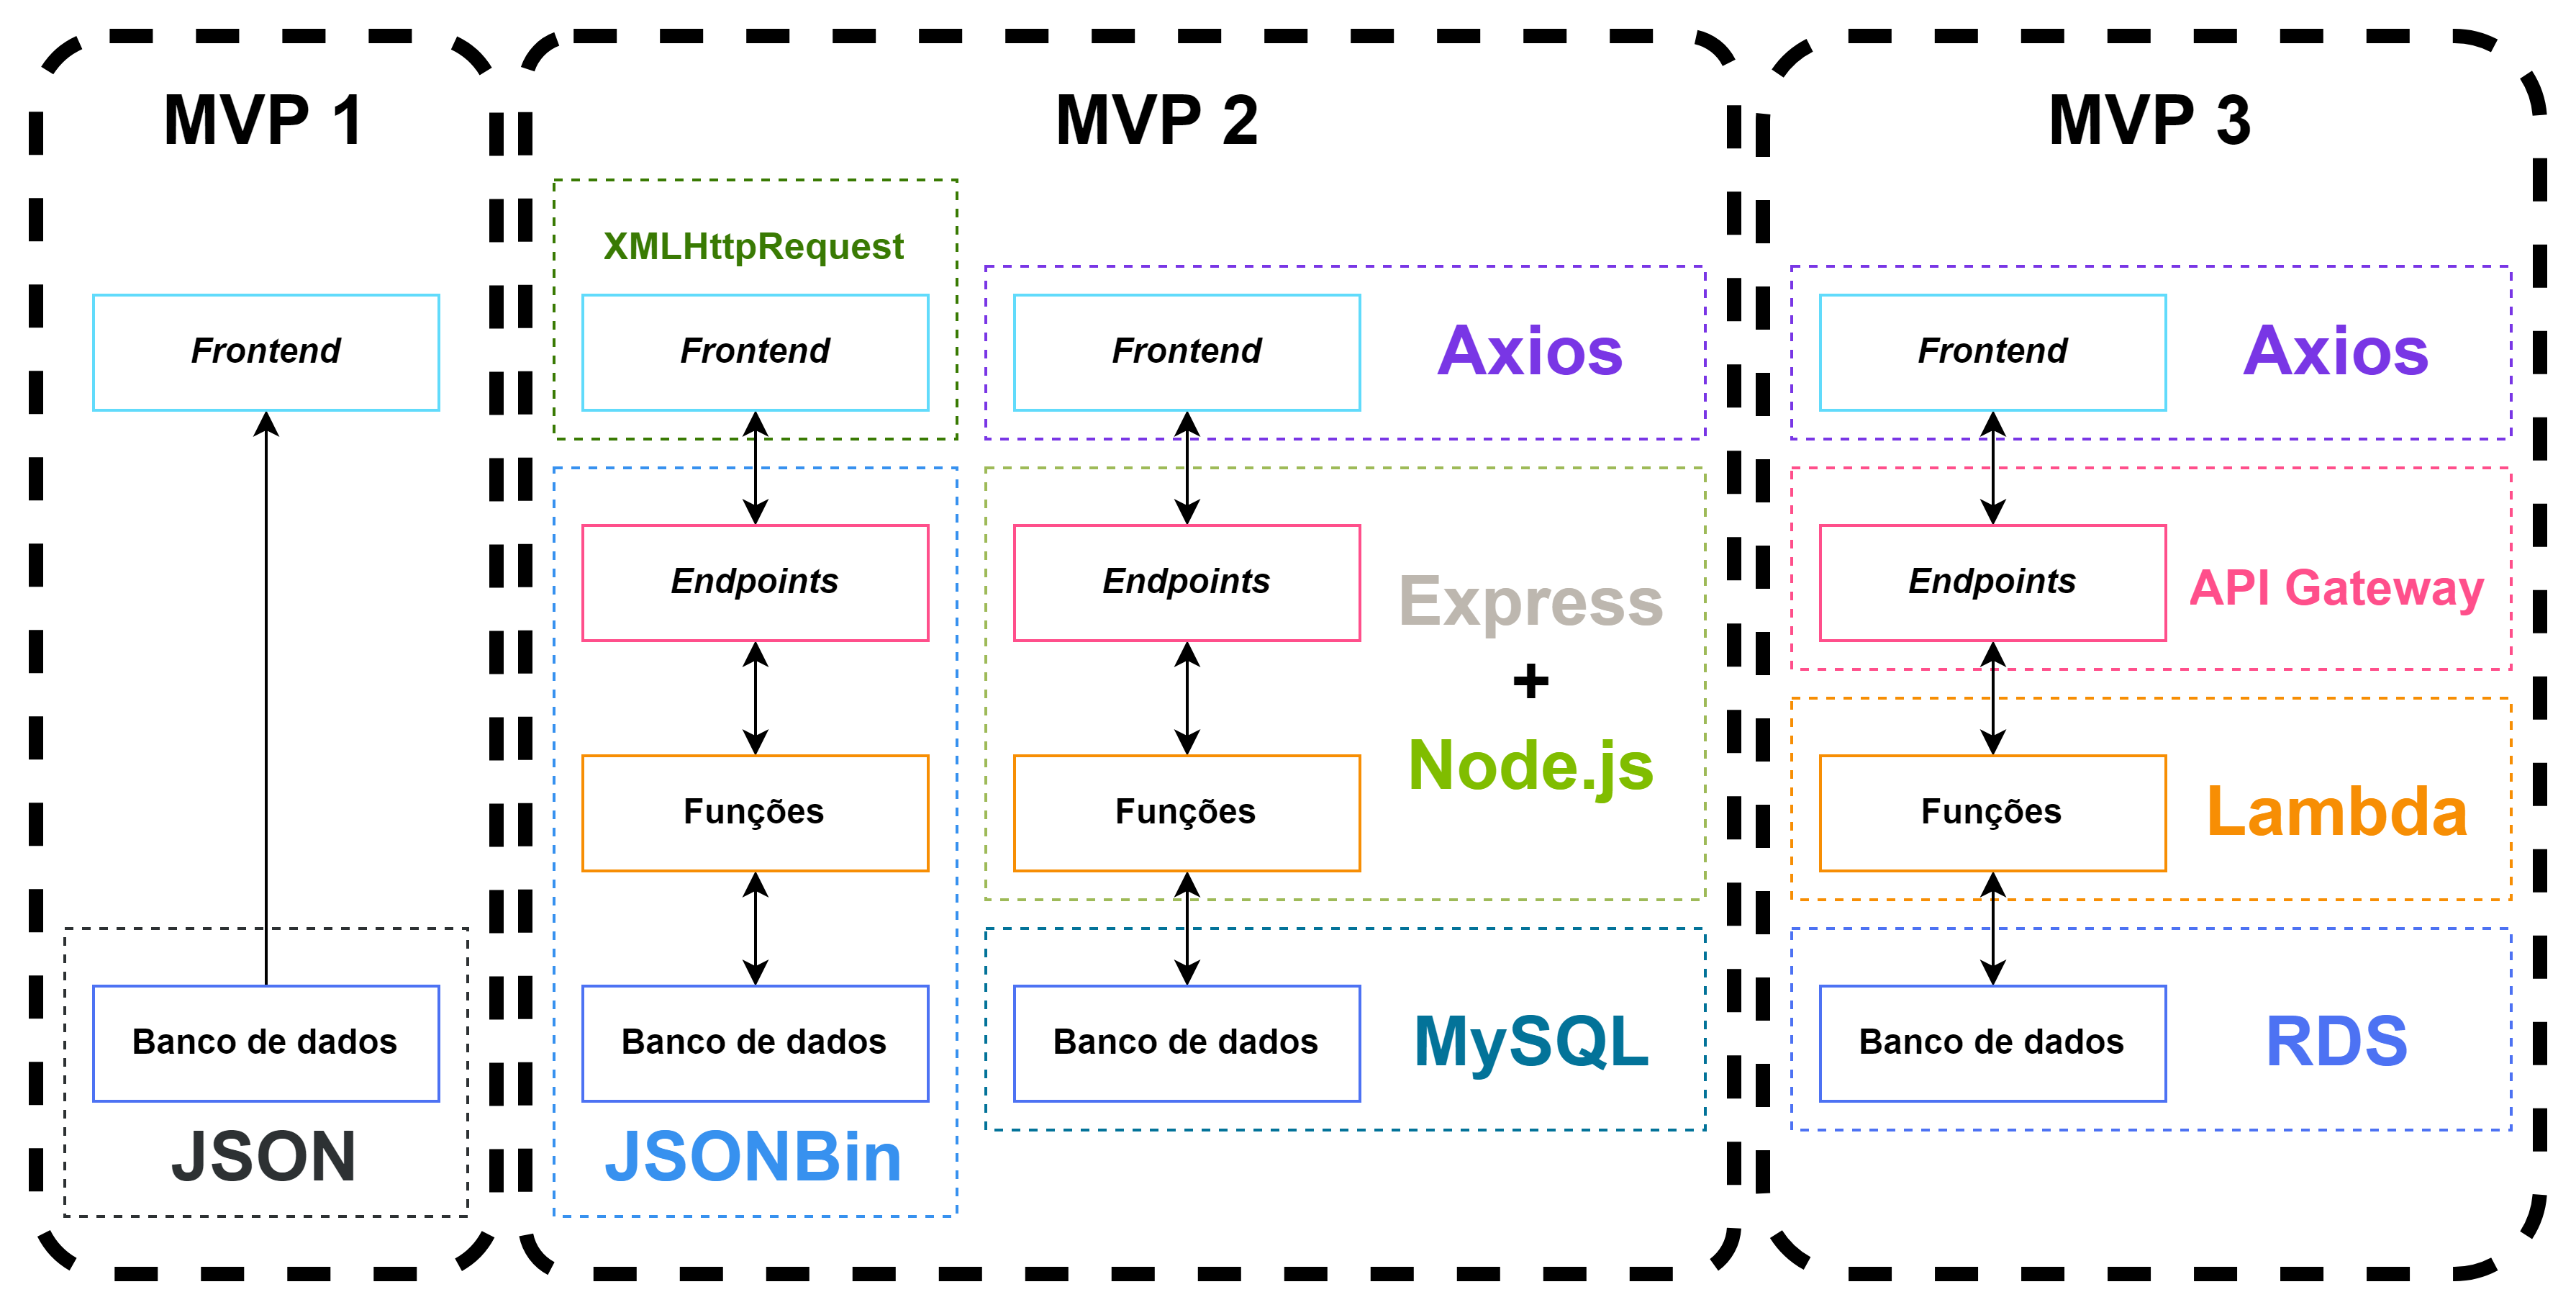 MVP 1
Frontend
Banco de dados
JSON
MVP 2
XMLHttpRequest
Frontend
Endpoints
Funções
Banco de dados
JSONBin
Frontend
Axios
Endpoints
Express
+
Node.js
Funções
Banco de dados
MySQL
MVP 3
Frontend
Axios
Endpoints
API Gateway
Funções
Lambda
Banco de dados
RDS